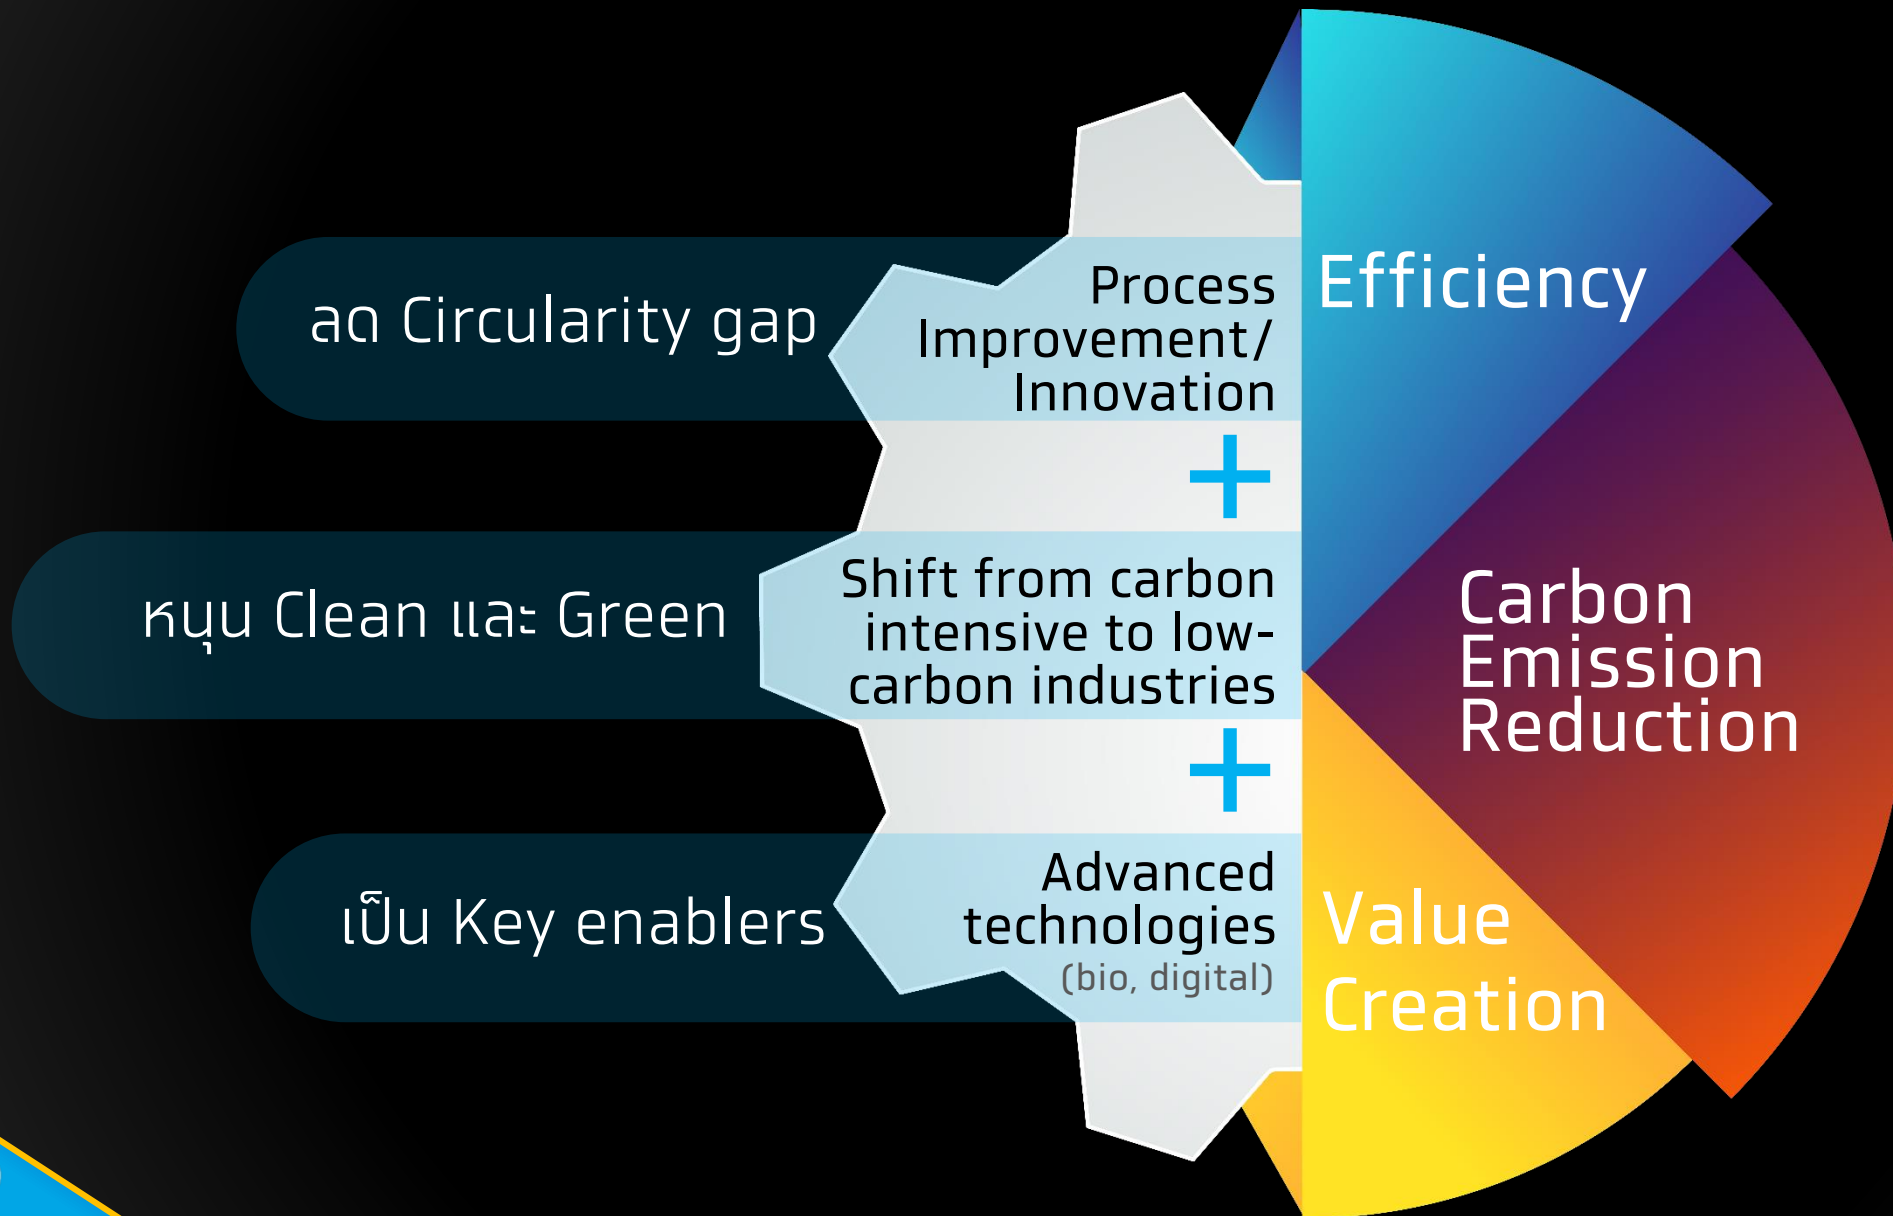 ลด Circularity gap
Process
Improvement/
Innovation
Efficiency
+
หนุน Clean และ Green
Shift from carbon
intensive to low-
carbon industries
Carbon
Emission
Reduction
+
เป็น Key enablers
Advanced
technologies
(bio, digital)
Value
Creation